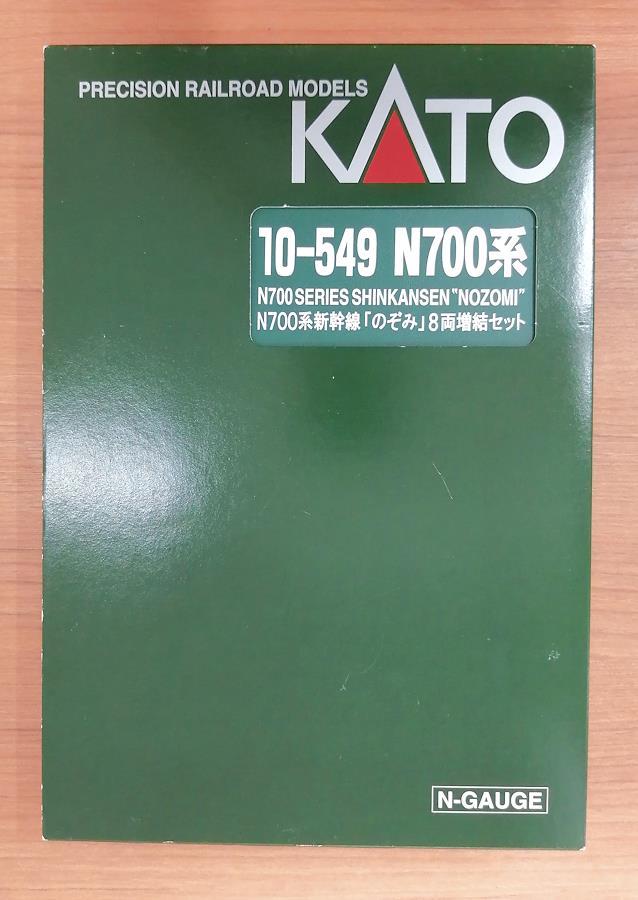 PRECISION RAILROAD MODELS
KATO
10-549 N700系
N700 SERIES SHINKANSEN "NOZOMI"
N700系新幹線「のぞみ」8両増結セット
N-GAUGE